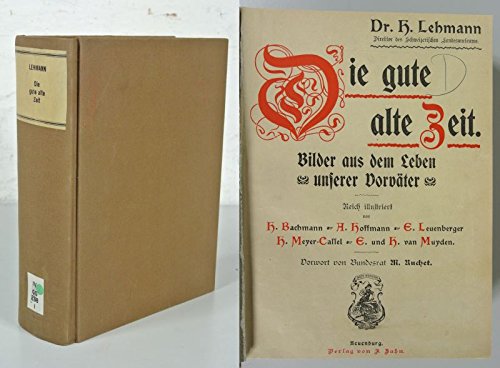 LEHMANN
Die
gute alte
Zeit
Dr. H. Lehmann
Direktor des Schweizerischen Landesmuseums.
Die gute
alte Zeit.
Bilder aus dem Leben
unserer Vorväter
Reich illustriert
von
H. Bachmann A. Hoffmann E. Leuenberger
H. Meyer-Cassel E. und H. van Muyden.
Vorwort von Bundesrat M. Ruchet.
Neuenburg.
Verlag von F. Zahn.